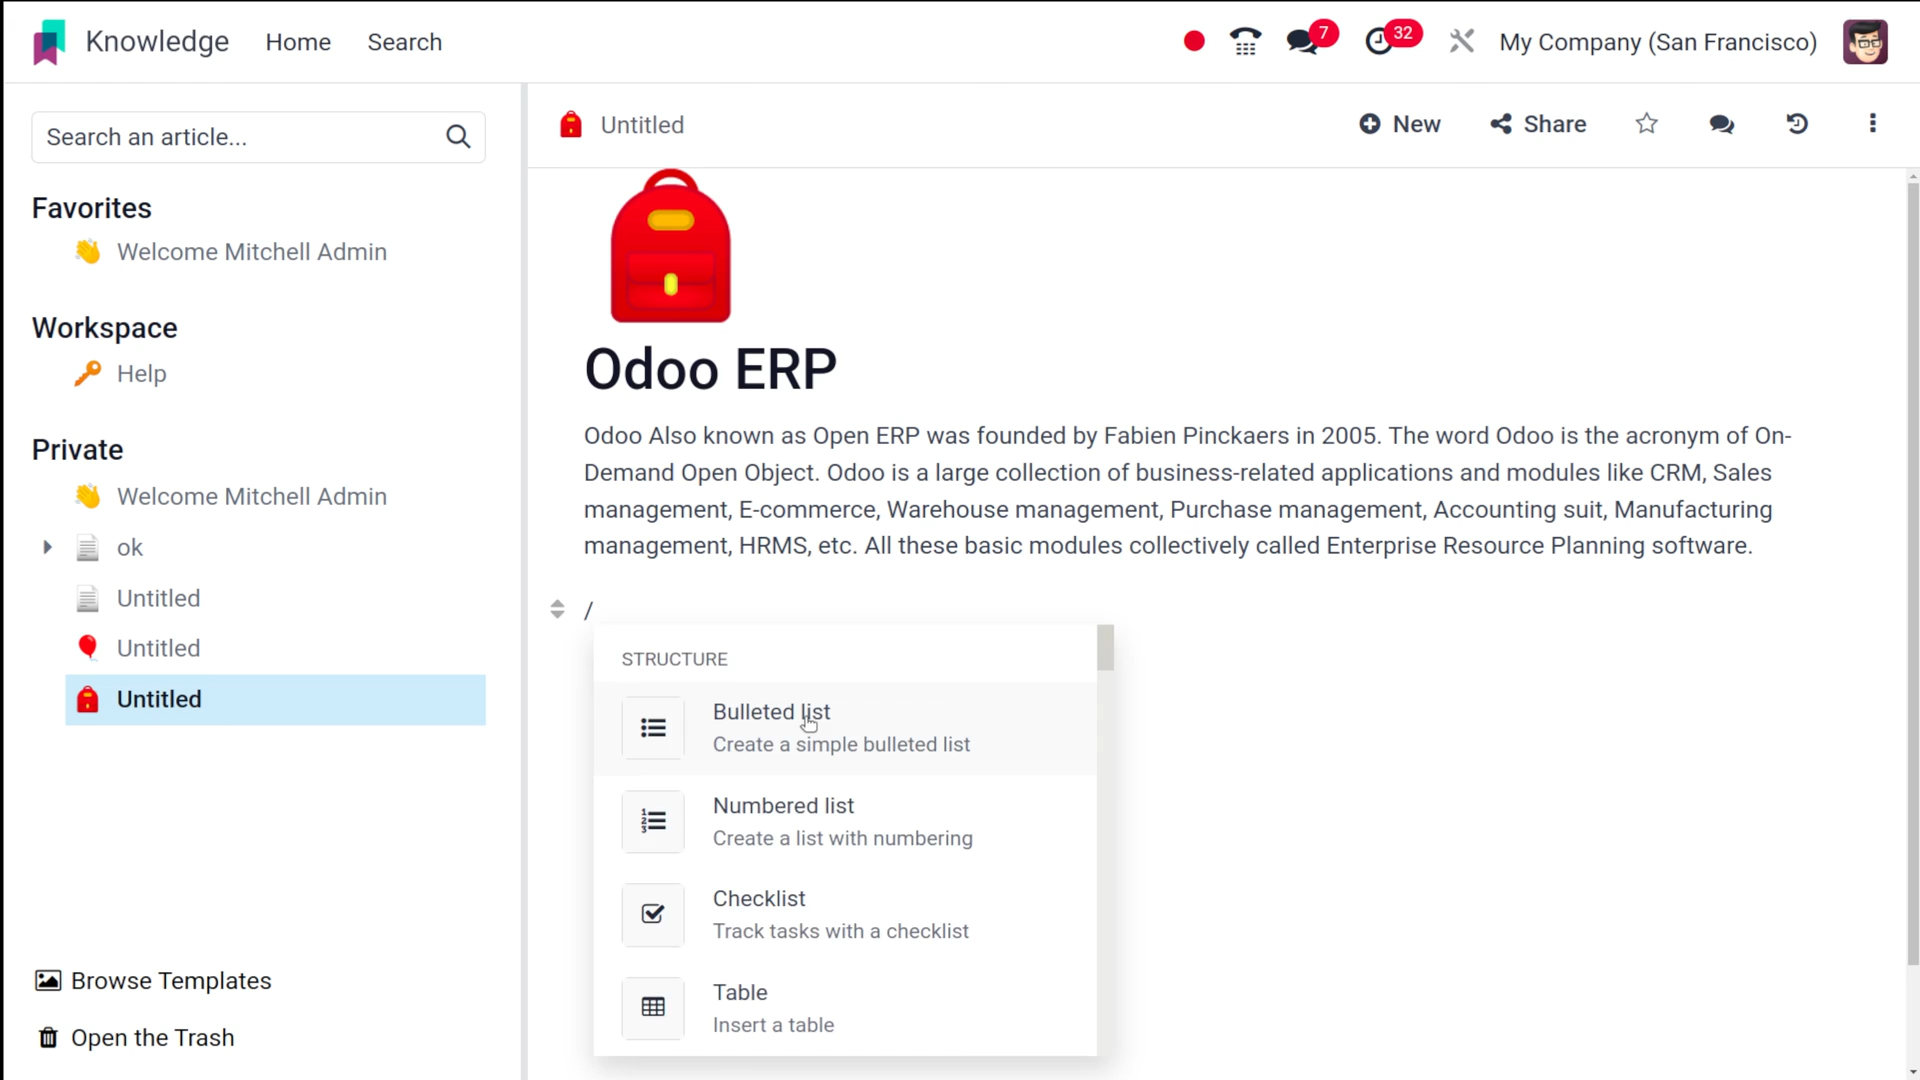 Knowledge
Home
Search
7
32
My Company (San Francisco)
Search an article...
Favorites
Welcome Mitchell Admin
Workspace
Help
Private
Welcome Mitchell Admin
ok
Untitled
Untitled
Untitled
Browse Templates
Open the Trash
Untitled
New
Share
Odoo ERP
Odoo Also known as Open ERP was founded by Fabien Pinckaers in 2005. The word Odoo is the acronym of On-
Demand Open Object. Odoo is a large collection of business-related applications and modules like CRM, Sales
management, E-commerce, Warehouse management, Purchase management, Accounting suit, Manufacturing
management, HRMS, etc. All these basic modules collectively called Enterprise Resource Planning software.
/
STRUCTURE
Bulleted list
Create a simple bulleted list
Numbered list
Create a list with numbering
Checklist
Track tasks with a checklist
Table
Insert a table